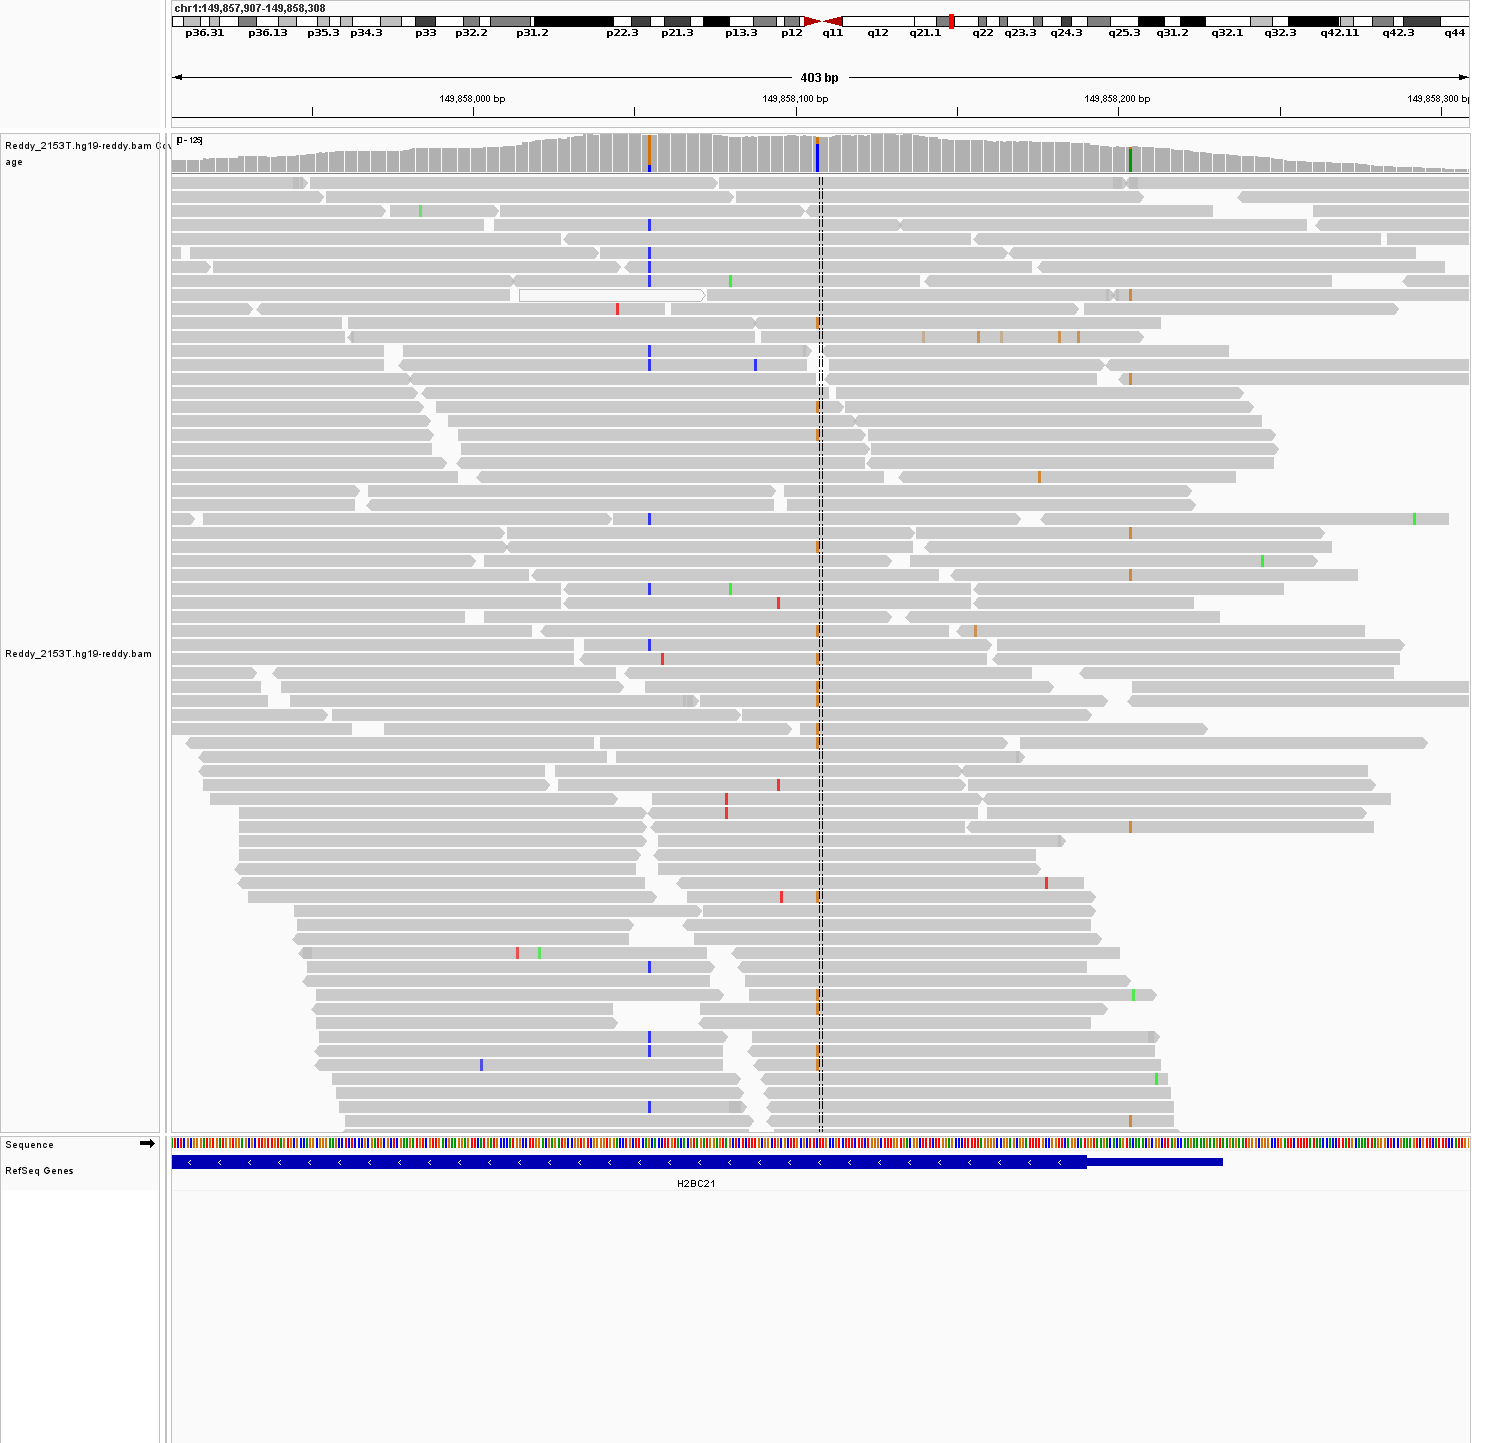 chr1:149,857,907-149,858,308
p36.31 p36.13 p35.3 p34.3 p33 p32.2 p31.2 p22.3 p21.3 p13.3 p12 q11 q12 q21.1 q22 q23.3 q24.3 q25.3 q31.2 q32.1 q32.3 q42.11 q42.3 q44
403 bp
149,858,000 bp 149,858,100 bp 149,858,200 bp 149,858,300 bp
[0 - 125]
Reddy_2153T.hg19-reddy.bam Cov
age
Reddy_2153T.hg19-reddy.bam
Sequence
RefSeq Genes
H2BC21